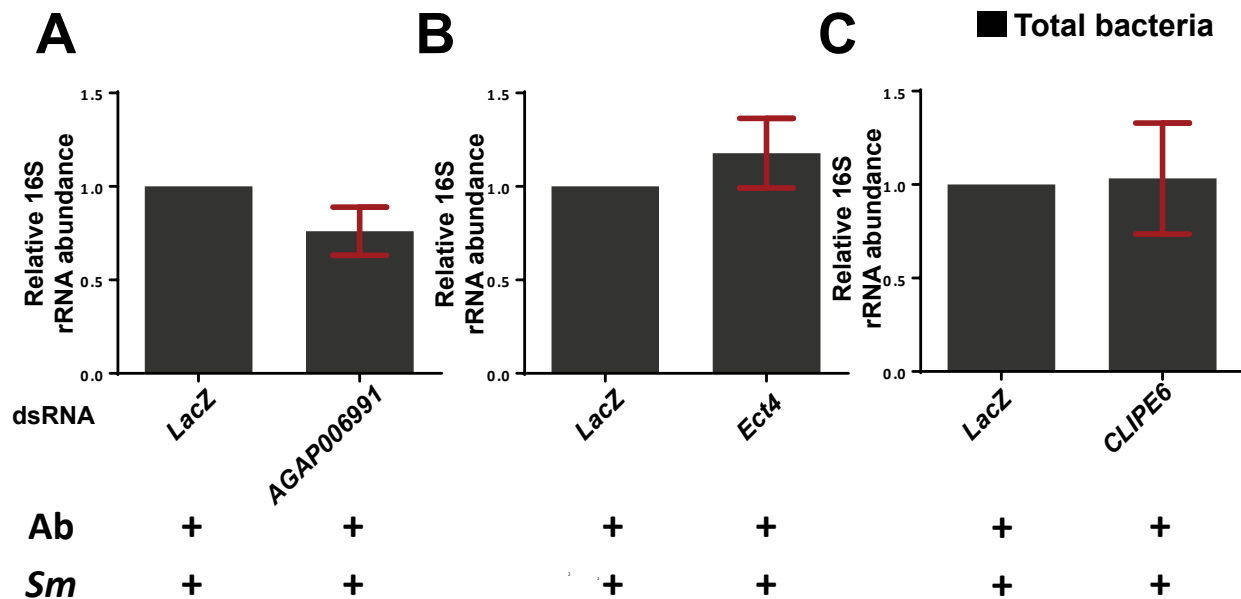 A
B
C
Total bacteria
Relative 16S
rRNA abundance
1.5
1.0
0.5
0.0
Relative 16S
rRNA abundance
1.5
1.0
0.5
0.0
Relative 16S
rRNA abundance
1.5
1.0
0.5
0.0
dsRNA
LacZ
AGAP006991
LacZ
Ect4
LacZ
CLIPE6
Ab + + + + + +
Sm + + + + + +